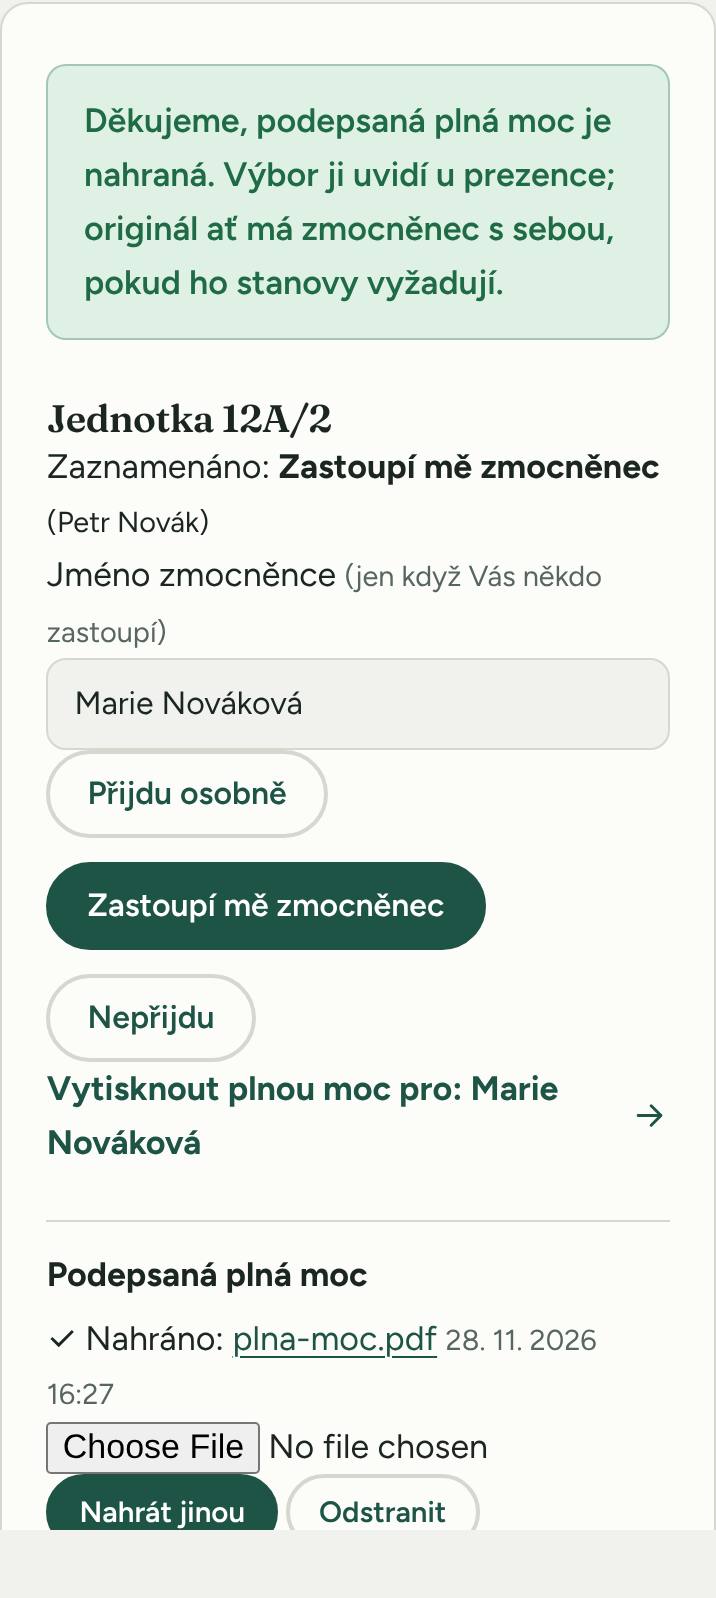 Děkujeme, podepsaná plná moc je
nahraná. Výbor ji uvidí u prezence;
originál ať má zmocněnec s sebou,
pokud ho stanovy vyžadují.
Jednotka 12A/2
Zaznamenáno: Zastoupí mě zmocněnec
(Petr Novák)
Jméno zmocněnce (jen když Vás někdo
zastoupí)
Marie Nováková
Přijdu osobně
Zastoupí mě zmocněnec
Nepřijdu
Vytisknout plnou moc pro: Marie
Nováková →
Podepsaná plná moc
✓ Nahráno: plna-moc.pdf 28. 11. 2026
16:27
Choose File No file chosen
Nahrát jinou Odstranit